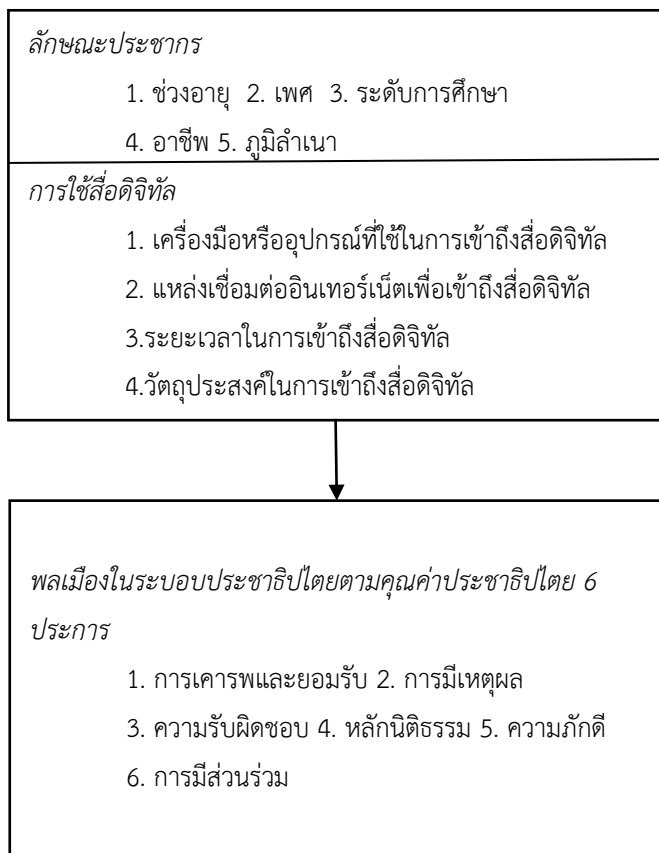 ลักษณะประชากร
1. ช่วงอายุ 2. เพศ 3. ระดับการศึกษา
4. อาชีพ 5. ภูมิลำเนา
การใช้สื่อดิจิทัล
1. เครื่องมือหรืออุปกรณ์ที่ใช้ในการเข้าถึงสื่อดิจิทัล
2. แหล่งเชื่อมต่ออินเทอร์เน็ตเพื่อเข้าถึงสื่อดิจิทัล
3.ระยะเวลาในการเข้าถึงสื่อดิจิทัล
4.วัตถุประสงค์ในการเข้าถึงสื่อดิจิทัล
พลเมืองในระบอบประชาธิปไตยตามคุณค่าประชาธิปไตย 6
ประการ
1. การเคารพและยอมรับ 2. การมีเหตุผล
3. ความรับผิดชอบ 4. หลักนิติธรรม 5. ความภักดี
6. การมีส่วนร่วม